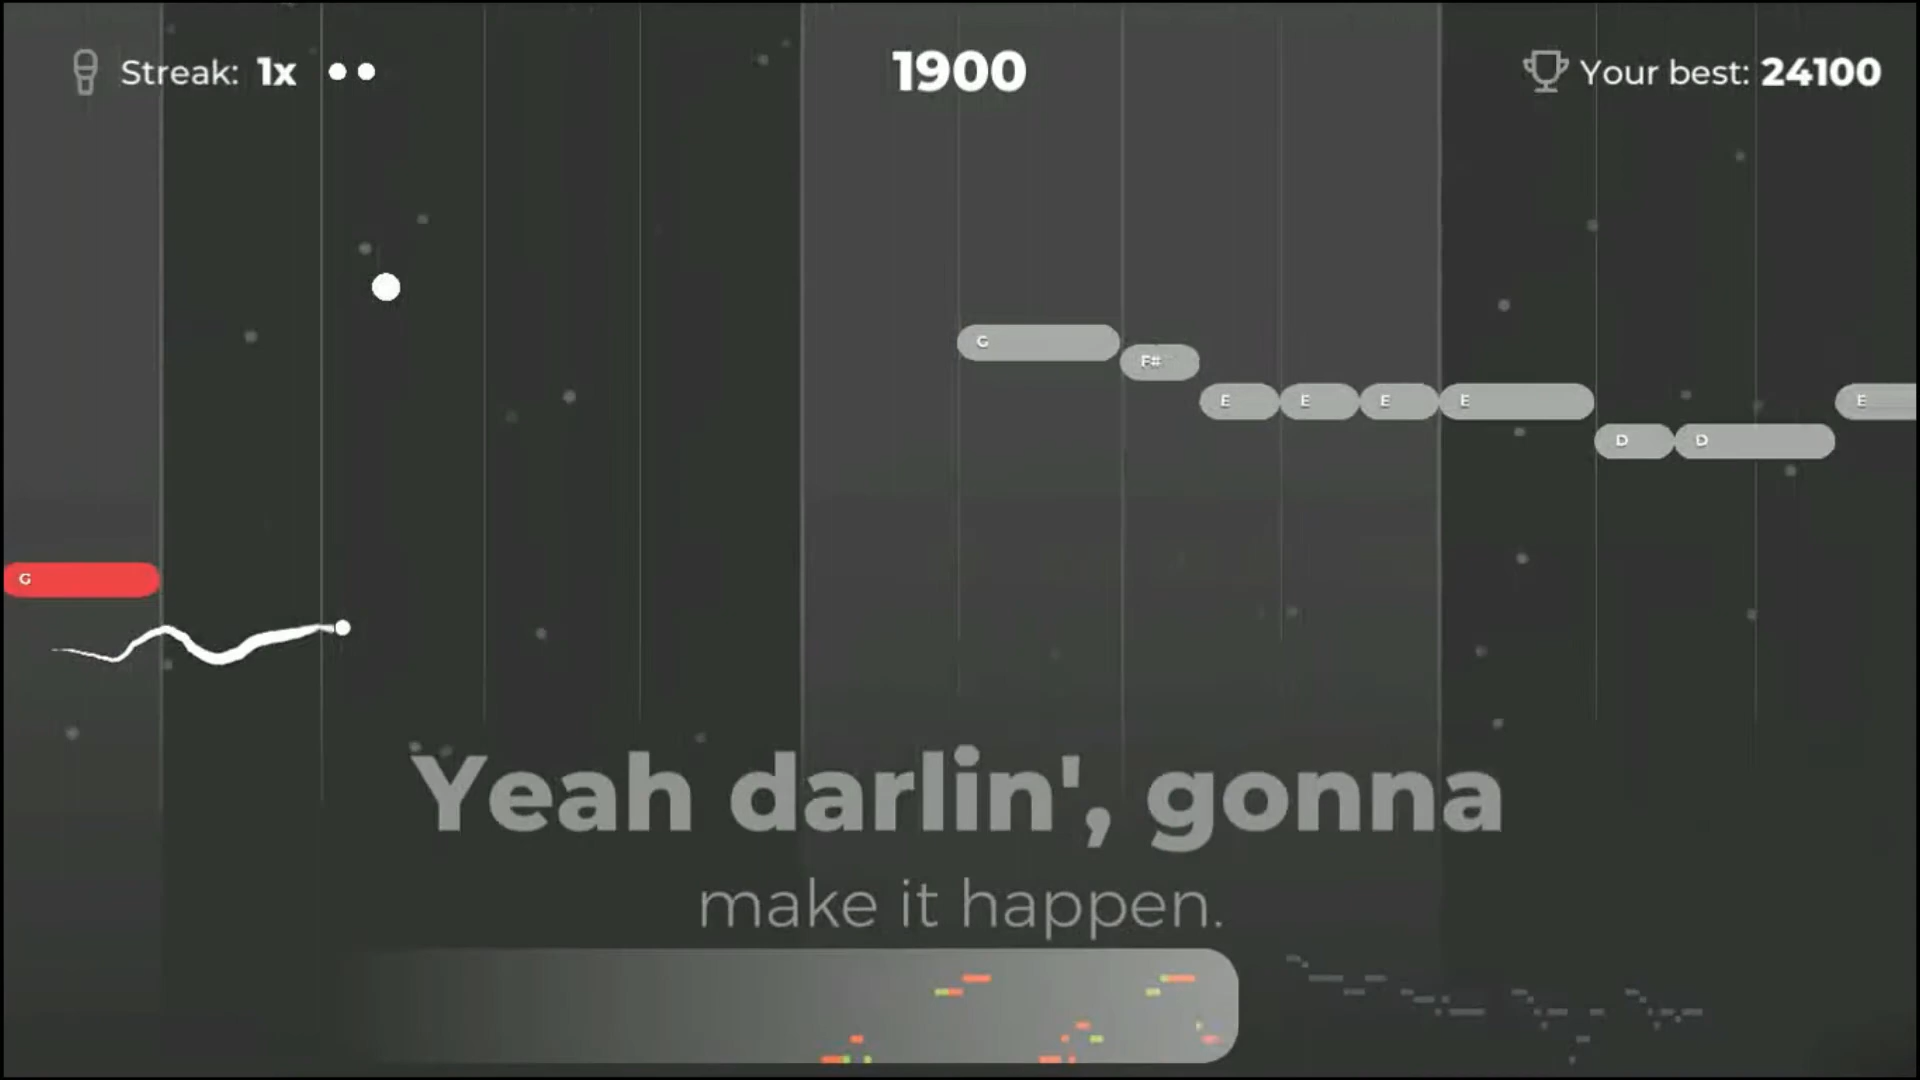 Streak: 1x
1900
Your best: 24100
G
F#
E E E E E
D D
G
Yeah darlin', gonna
make it happen.